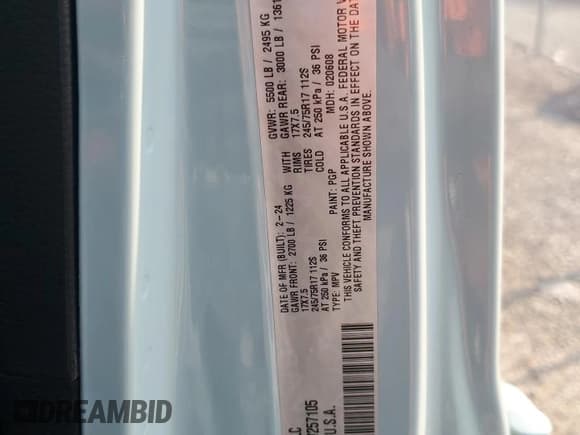 LC
257105
U.S.A.
DATE OF MFR (BUILT): 2-24
GVWR: 5500 LB / 2495 KG
GAWR FRONT: 2700 LB / 1225 KG
WITH
GAWR REAR: 3000 LB / 1361
17X7.5
RIMS
17X7.5
245/75R17 112S
TIRES
245/75R17 112S
AT 250 kPa / 36 PSI
COLD
AT 250 kPa / 36 PSI
TYPE: MPV
PAINT: PGP
MDH: 020608
THIS VEHICLE CONFORMS TO ALL APPLICABLE U.S.A. FEDERAL MOTOR V
SAFETY AND THEFT PREVENTION STANDARDS IN EFFECT ON THE DAT
MANUFACTURE SHOWN ABOVE.
DREAMBID